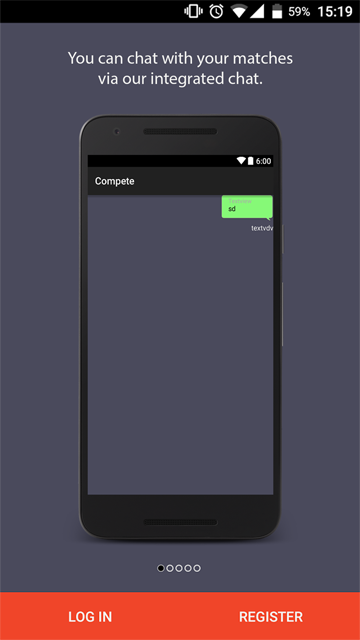 59% 15:19
You can chat with your matches
via our integrated chat.
6:00
Compete
sd
textvdv
LOG IN
REGISTER